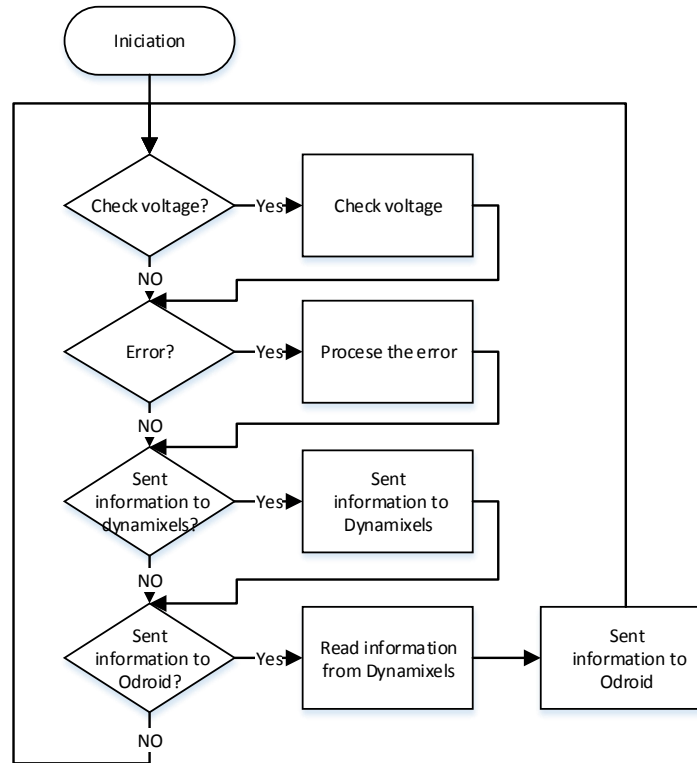 Iniciation
Check voltage?
Yes
Check voltage
NO
Error?
Yes
Procese the error
NO
Sent
information to
dynamixels?
Yes
Sent
information to
Dynamixels
NO
Sent
information to
Odroid?
Yes
Read information
from Dynamixels
Sent
information to
Odroid
NO